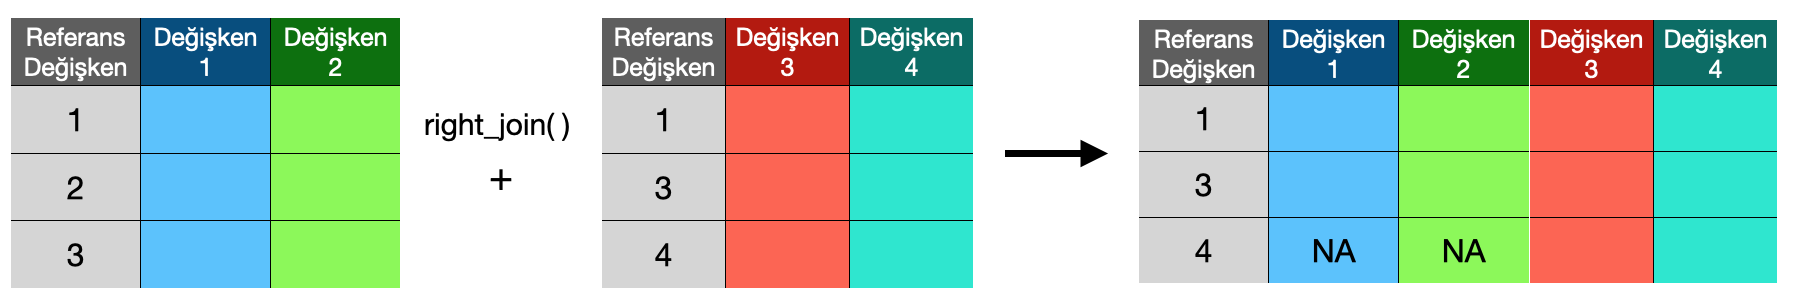 Referans Değişken
Değişken 1
Değişken 2
1
2
3
right_join()
+
Referans Değişken
Değişken 3
Değişken 4
1
3
4
Referans Değişken
Değişken 1
Değişken 2
Değişken 3
Değişken 4
1
3
4 NA NA